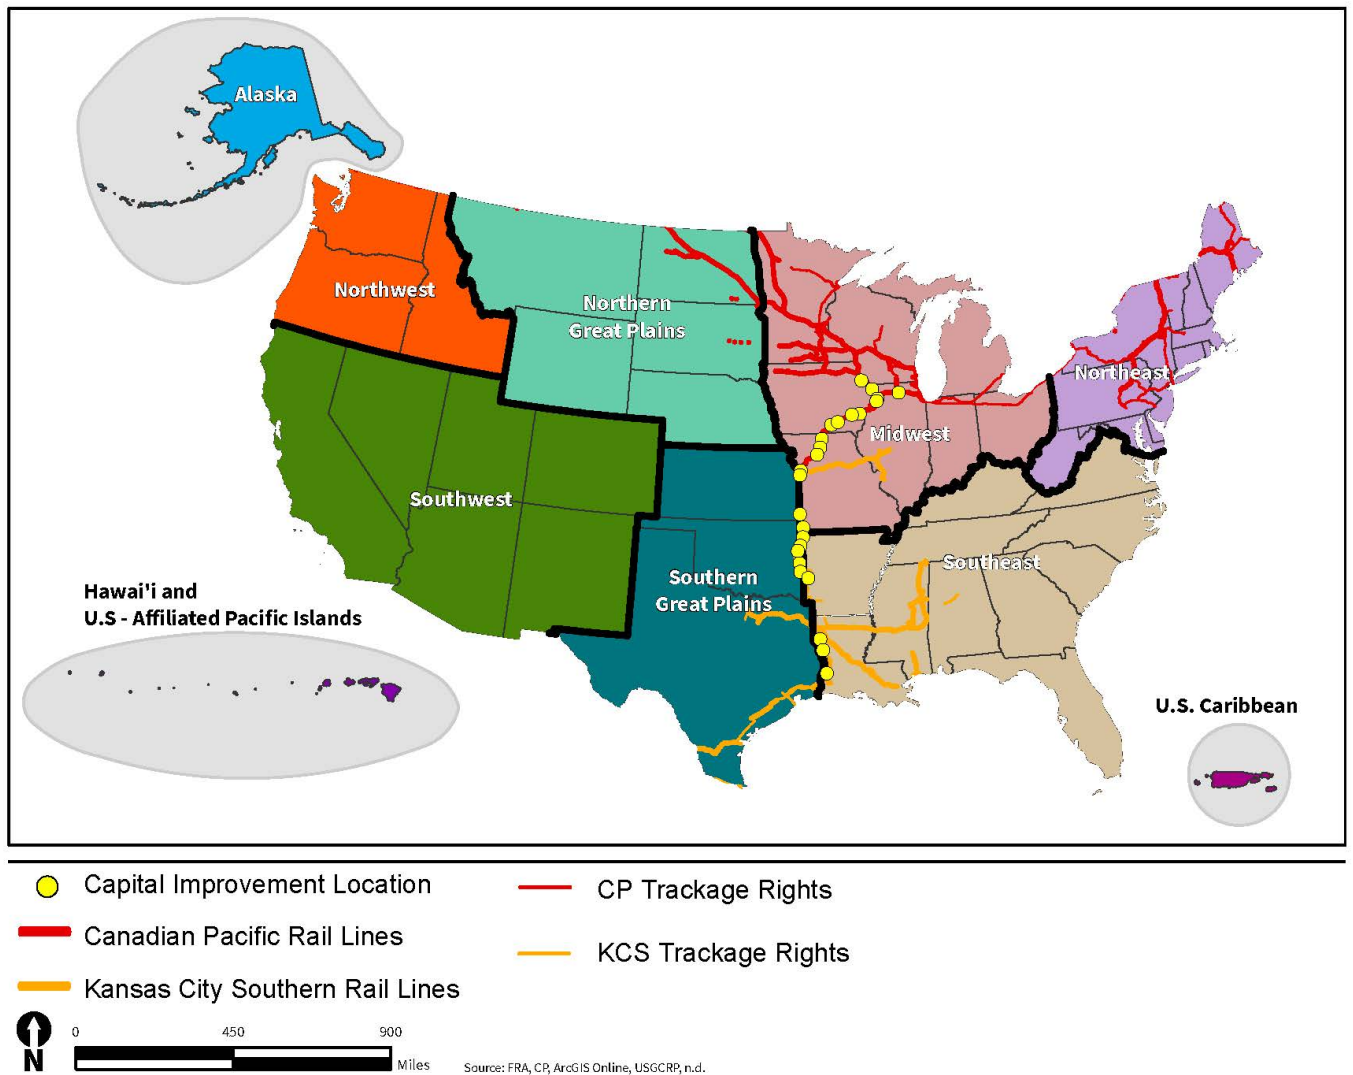 Alaska
Northwest
Northern
Great Plains
Northeast
Midwest
Southwest
Southeast
Southern
Great Plains
Hawai'i and
U.S - Affiliated Pacific Islands
U.S. Caribbean
Capital Improvement Location
CP Trackage Rights
Canadian Pacific Rail Lines
KCS Trackage Rights
Kansas City Southern Rail Lines
N
0 450 900
Miles
Source: FRA, CP, ArcGIS Online, USGCRP, n.d.